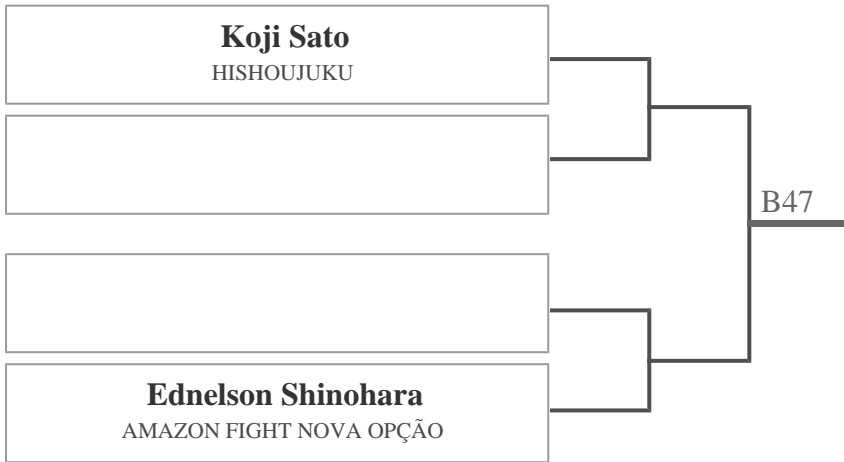 Koji Sato
HISHOUJUKU
B47
Ednelson Shinohara
AMAZON FIGHT NOVA OPÇÃO